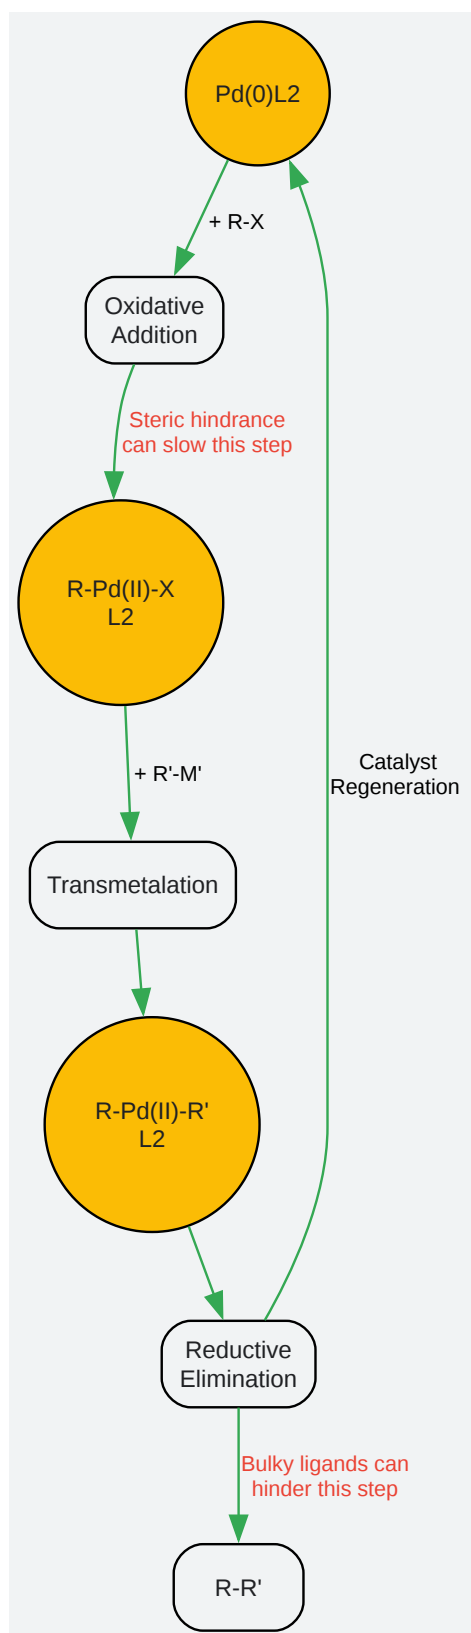 Pd(0)L2
+ R-X
Oxidative
Addition
Steric hindrance
can slow this step
R-Pd(II)-X
L2
+ R'-M'
Catalyst
Regeneration
Transmetalation
R-Pd(II)-R'
L2
Reductive
Elimination
Bulky ligands can
hinder this step
R-R'